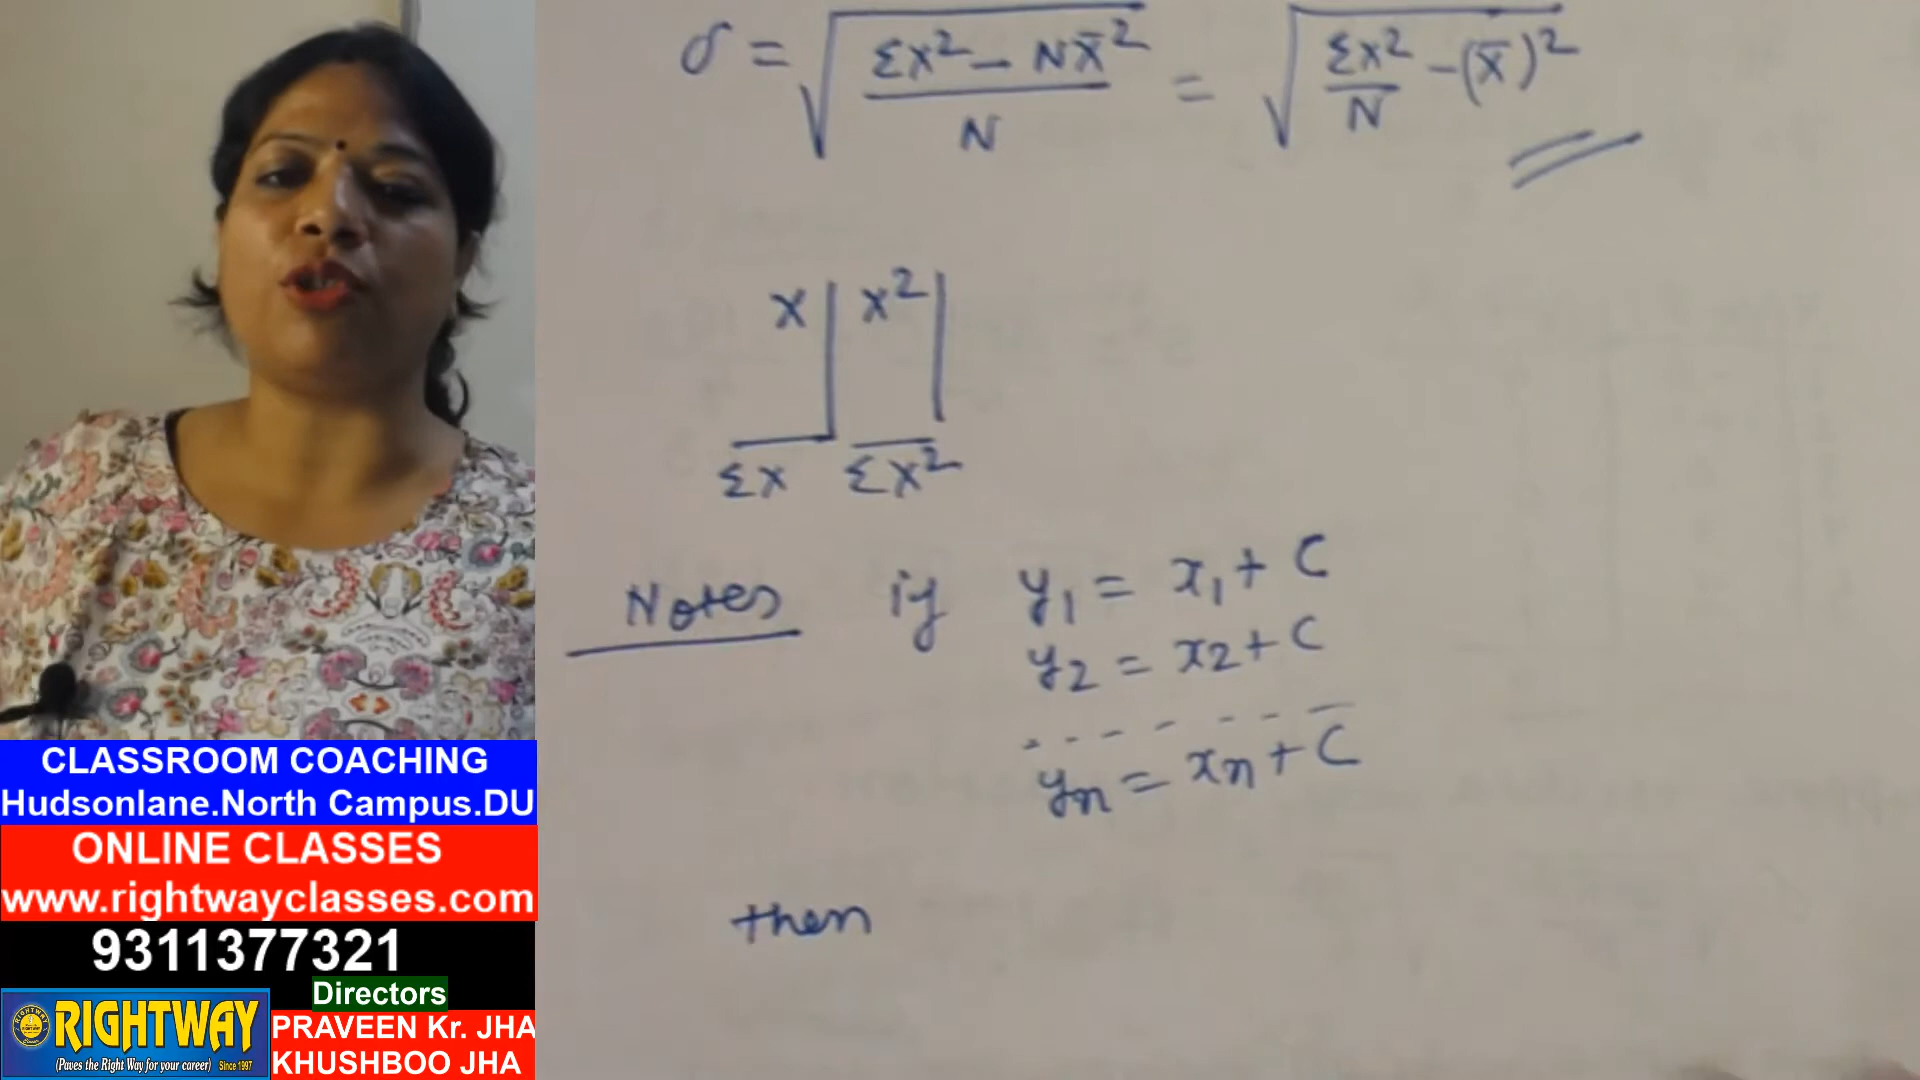 σ = √((Σx² - Nx̄²)/N) = √(Σx²/N - (x̄)²)
x | x² |
Σx Σx²
Notes if y₁ = x₁ + C
y₂ = x₂ + C
- - - - - - -
yₙ = xₙ + C
then
CLASSROOM COACHING
Hudsonlane.North Campus.DU
ONLINE CLASSES
www.rightwayclasses.com
9311377321
Directors
RIGHTWAY
(Paves the Right Way for your career) Since 1997
PRAVEEN Kr. JHA
KHUSHBOO JHA